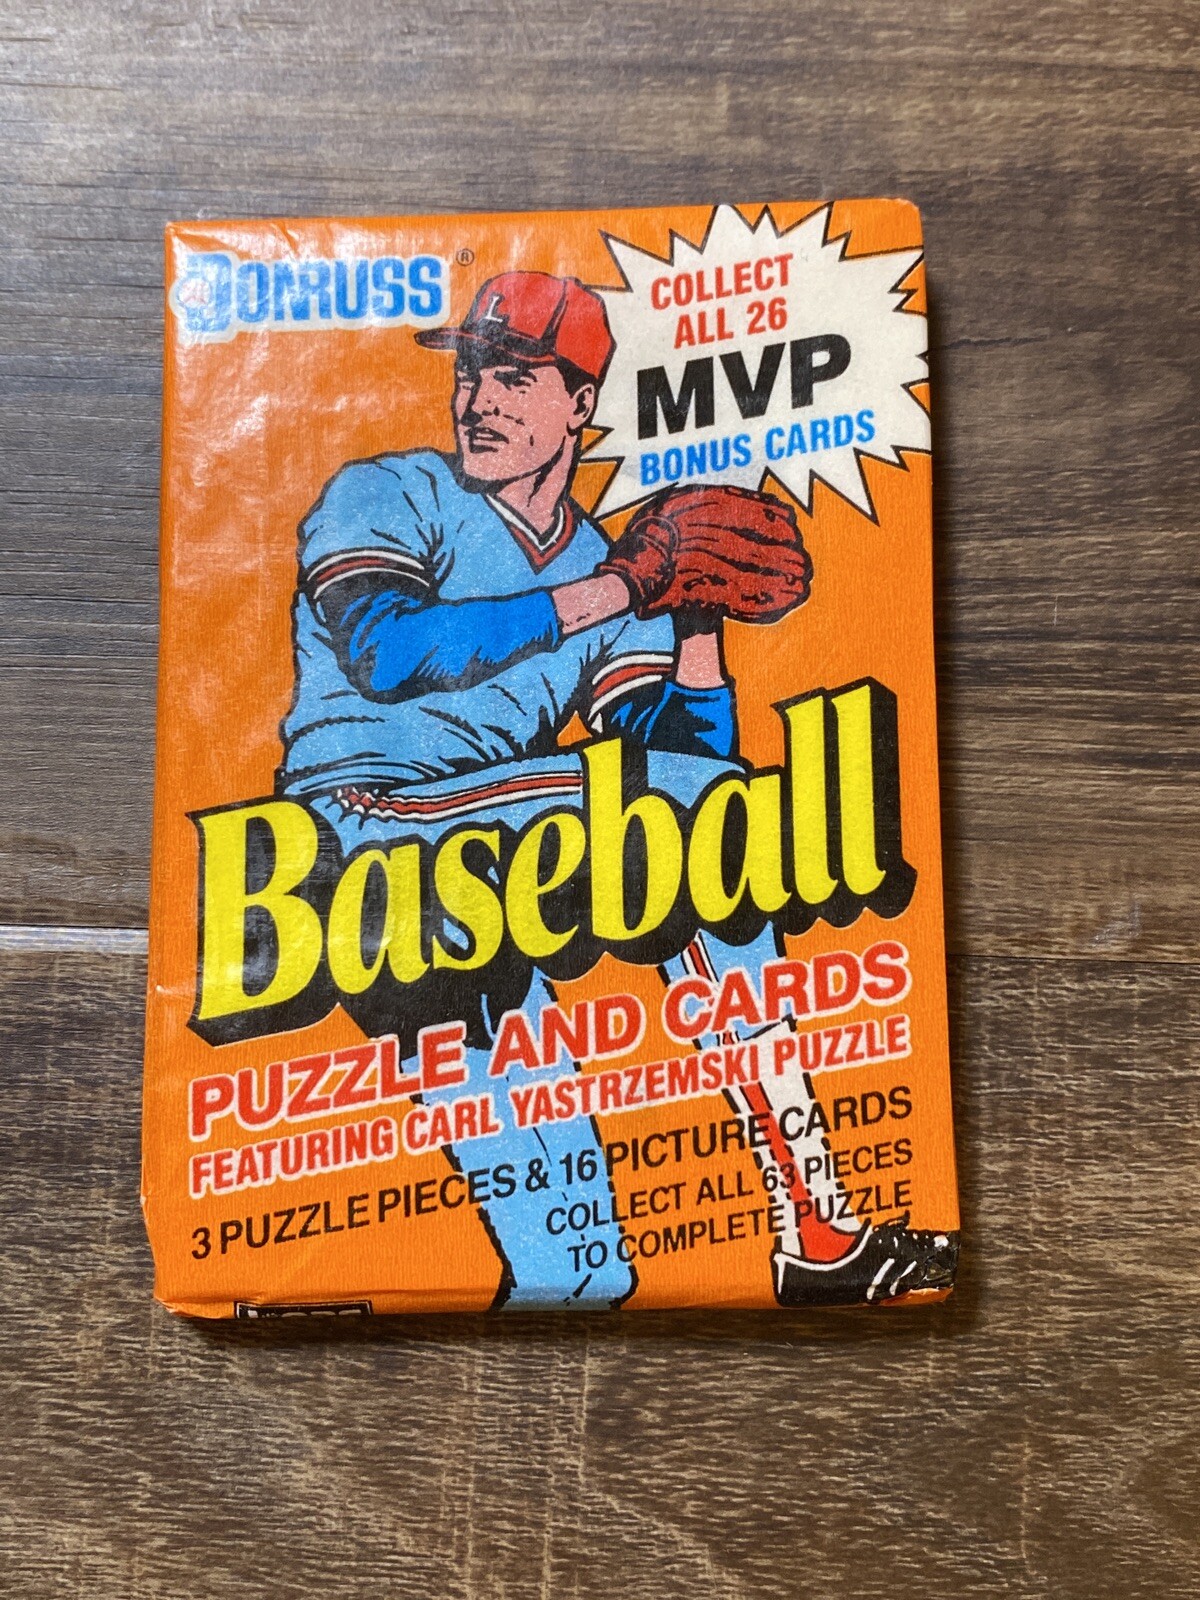 DONRUSS®
COLLECT
ALL 26
MVP
BONUS CARDS
L
Baseball
PUZZLE AND CARDS
FEATURING CARL YASTRZEMSKI PUZZLE
3 PUZZLE PIECES & 16 PICTURE CARDS
COLLECT ALL 63 PIECES
TO COMPLETE PUZZLE